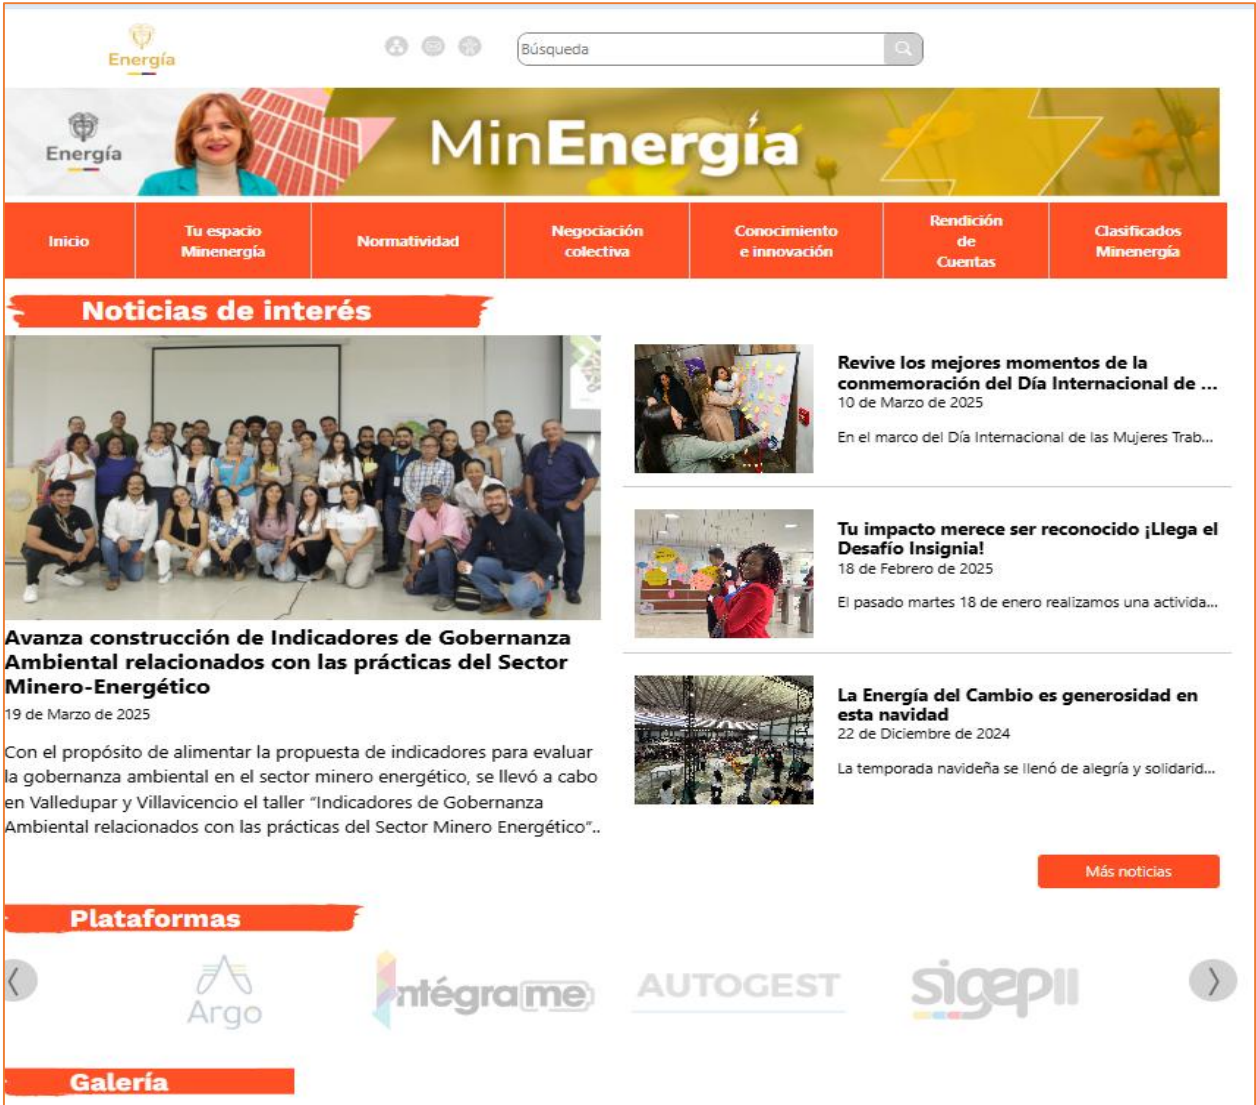 Energía
Búsqueda
Energía
MinEnergía
Inicio
Tu espacio
Minenergía
Normatividad
Negociación
colectiva
Conocimiento
e innovación
Rendición
de
Cuentas
Clasificados
Minenergía
Noticias de interés
Avanza construcción de Indicadores de Gobernanza
Ambiental relacionados con las prácticas del Sector
Minero-Energético
19 de Marzo de 2025
Con el propósito de alimentar la propuesta de indicadores para evaluar
la gobernanza ambiental en el sector minero energético, se llevó a cabo
en Valledupar y Villavicencio el taller “Indicadores de Gobernanza
Ambiental relacionados con las prácticas del Sector Minero Energético”..
Revive los mejores momentos de la
conmemoración del Día Internacional de ...
10 de Marzo de 2025
En el marco del Día Internacional de las Mujeres Trab...
Tu impacto merece ser reconocido ¡Llega el
Desafío Insignia!
18 de Febrero de 2025
El pasado martes 18 de enero realizamos una activida...
La Energía del Cambio es generosidad en
esta navidad
22 de Diciembre de 2024
La temporada navideña se llenó de alegría y solidarid...
Más noticias
Plataformas
Argo
Intégrame
AUTOGEST
sigepII
Galería